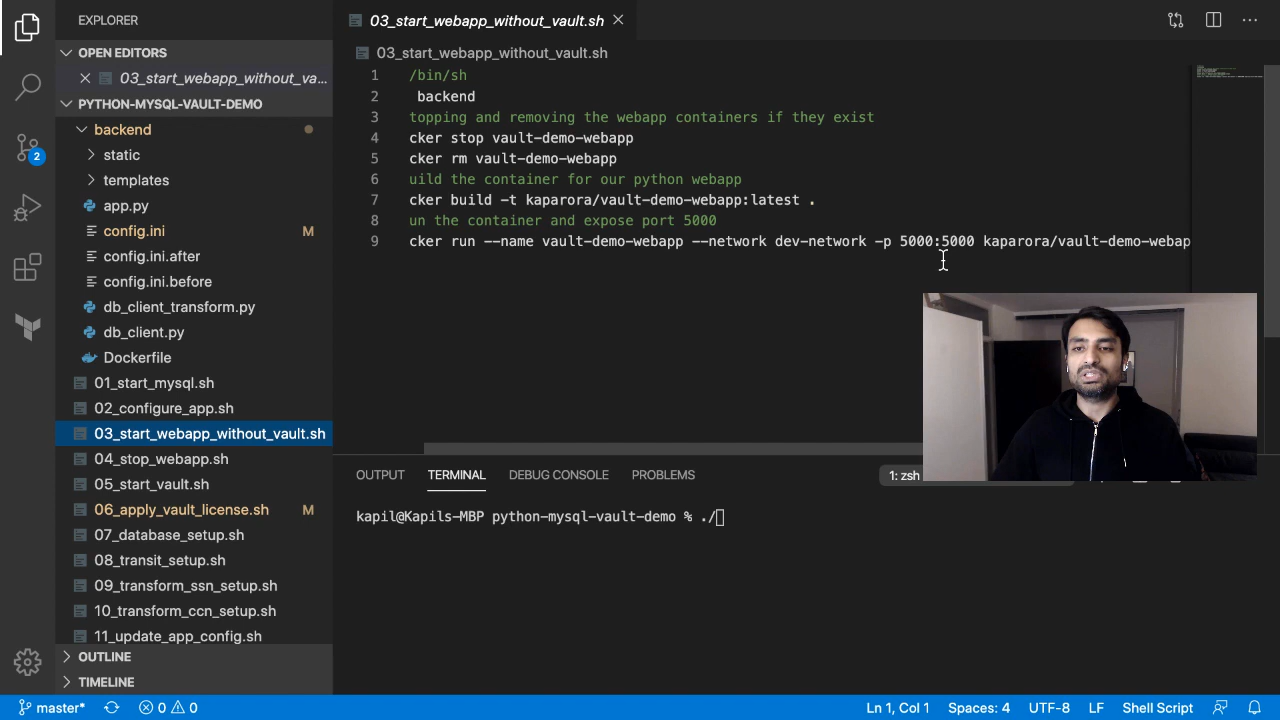 EXPLORER
OPEN EDITORS
03_start_webapp_without_va...
PYTHON-MYSQL-VAULT-DEMO
backend
static
templates
app.py
config.ini M
config.ini.after
config.ini.before
db_client_transform.py
db_client.py
Dockerfile
01_start_mysql.sh
02_configure_app.sh
03_start_webapp_without_vault.sh
04_stop_webapp.sh
05_start_vault.sh
06_apply_vault_license.sh M
07_database_setup.sh
08_transit_setup.sh
09_transform_ssn_setup.sh
10_transform_ccn_setup.sh
11_update_app_config.sh
OUTLINE
TIMELINE
2
03_start_webapp_without_vault.sh
03_start_webapp_without_vault.sh
1 /bin/sh
2 backend
3 topping and removing the webapp containers if they exist
4 cker stop vault-demo-webapp
5 cker rm vault-demo-webapp
6 uild the container for our python webapp
7 cker build -t kaparora/vault-demo-webapp:latest .
8 un the container and expose port 5000
9 cker run --name vault-demo-webapp --network dev-network -p 5000:5000 kaparora/vault-demo-webap
OUTPUT TERMINAL DEBUG CONSOLE PROBLEMS 1: zsh
kapil@Kapils-MBP python-mysql-vault-demo % ./
master* 0 0 Ln 1, Col 1 Spaces: 4 UTF-8 LF Shell Script